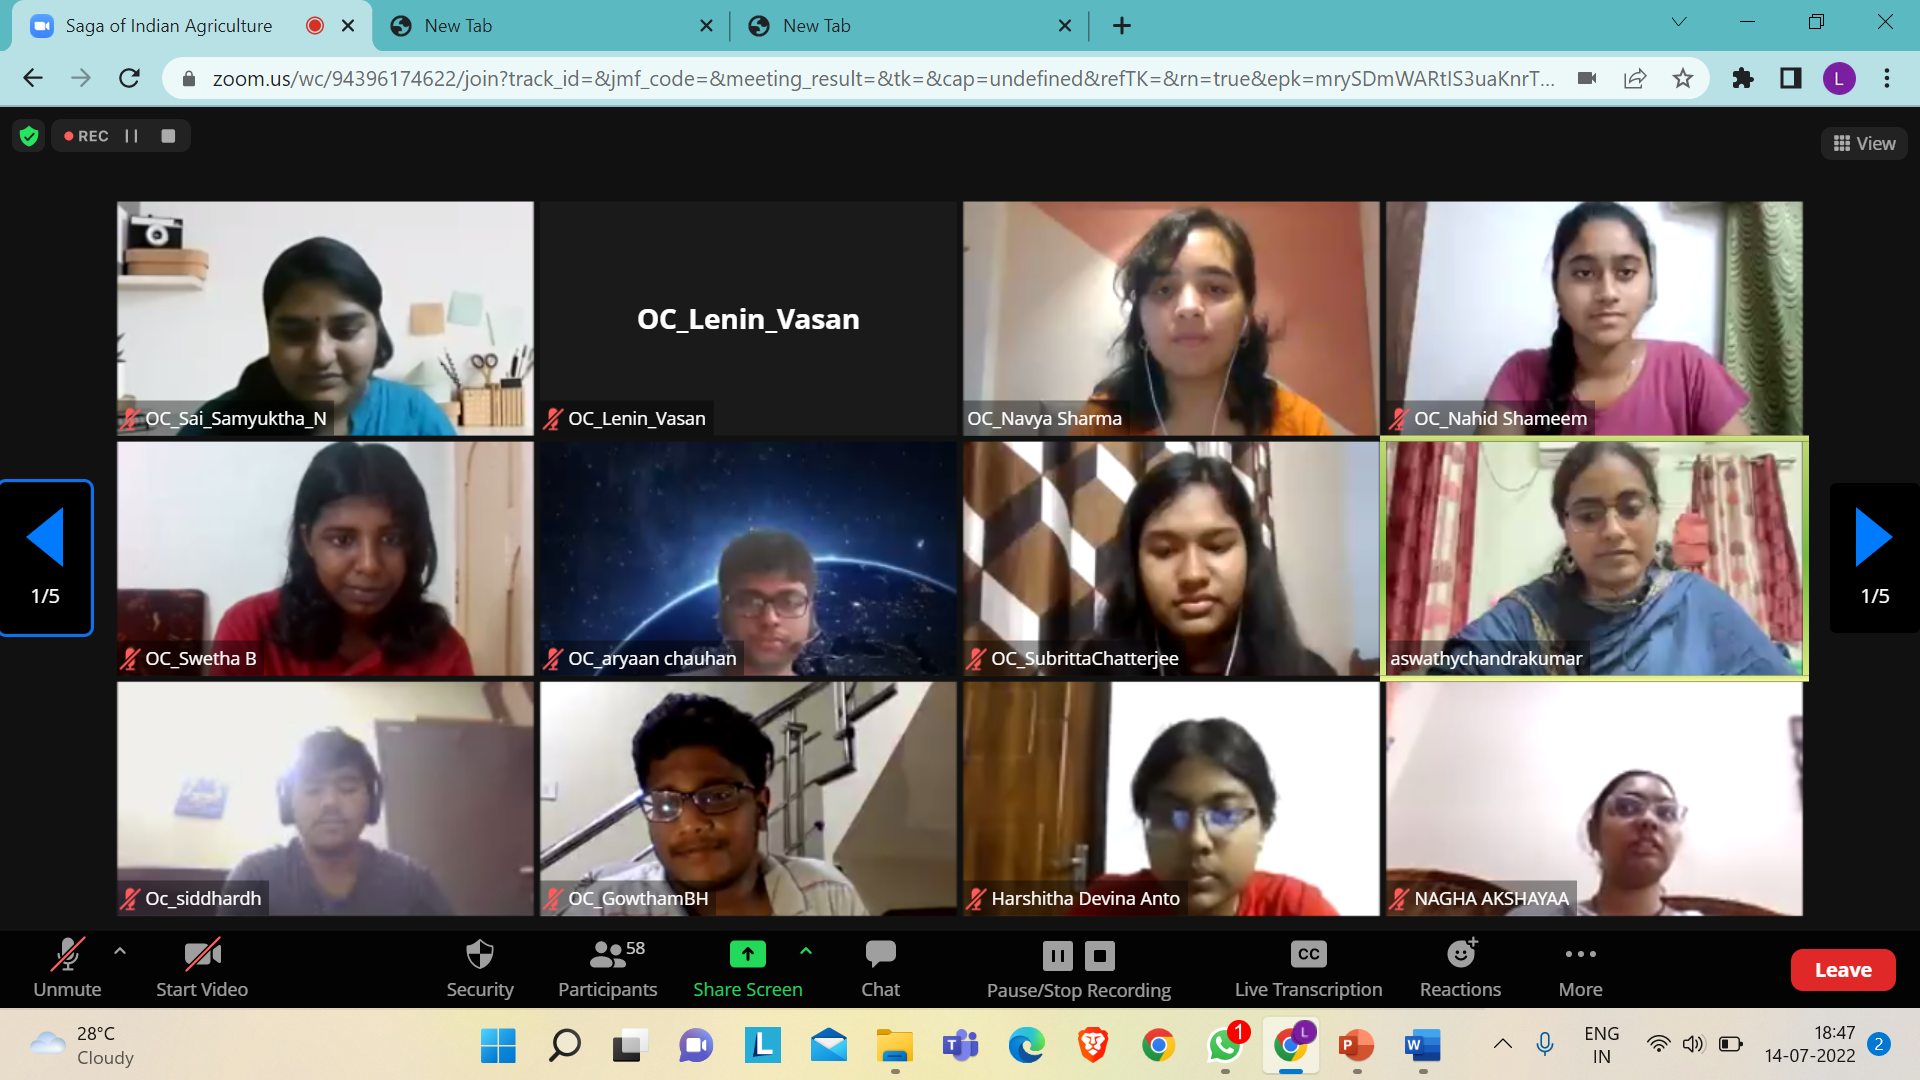 Saga of Indian Agriculture
New Tab
New Tab
zoom.us/wc/94396174622/join?track_id=&jmf_code=&meeting_result=&tk=&cap=undefined&refTK=&rn=true&epk=mrySDmWARtIS3uaKnrT...
L
REC
View
OC_Lenin_Vasan
OC_Sai_Samyuktha_N
OC_Lenin_Vasan
OC_Navya Sharma
OC_Nahid Shameem
1/5
1/5
OC_Swetha B
OC_aryaan chauhan
OC_SubrittaChatterjee
aswathychandrakumar
Oc_siddhardh
OC_GowthamBH
Harshitha Devina Anto
NAGHA AKSHAYAA
Unmute
Start Video
Security
58
Participants
Share Screen
Chat
Pause/Stop Recording
CC
Live Transcription
Reactions
More
Leave
28°C
Cloudy
L
T
1
L
P
W
ENG
IN
18:47
14-07-2022
2